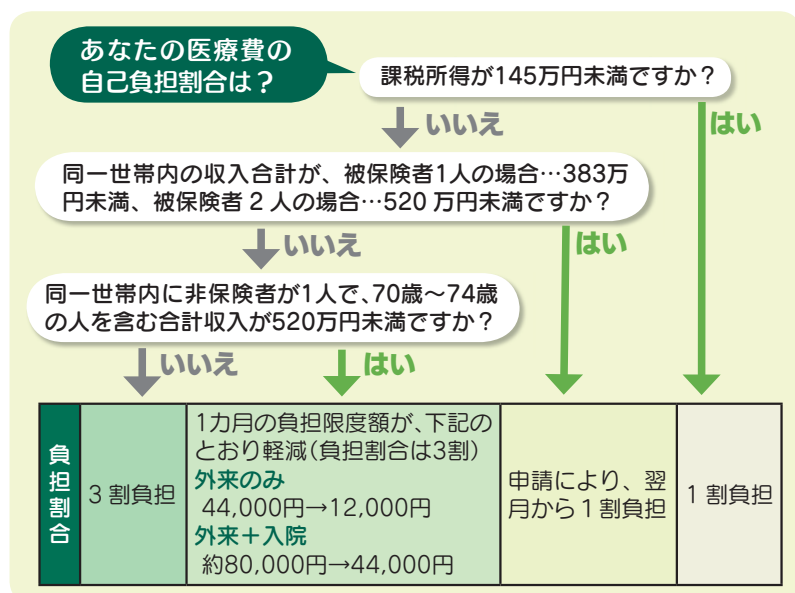 あなたの医療費の
自己負担割合は？
課税所得が145万円未満ですか？
いいえ
はい
同一世帯内の収入合計が、被保険者1人の場合…383万
円未満、被保険者２人の場合…520 万円未満ですか？
いいえ
はい
同一世帯内に非保険者が1人で、70歳～74歳
の人を含む合計収入が520万円未満ですか？
いいえ
はい
負担割合
３割負担
1カ月の負担限度額が、下記の
とおり軽減（負担割合は3割）
外来のみ
44,000円→12,000円
外来＋入院
約80,000円→44,000円
申請により、翌
月から１割負担
１割負担